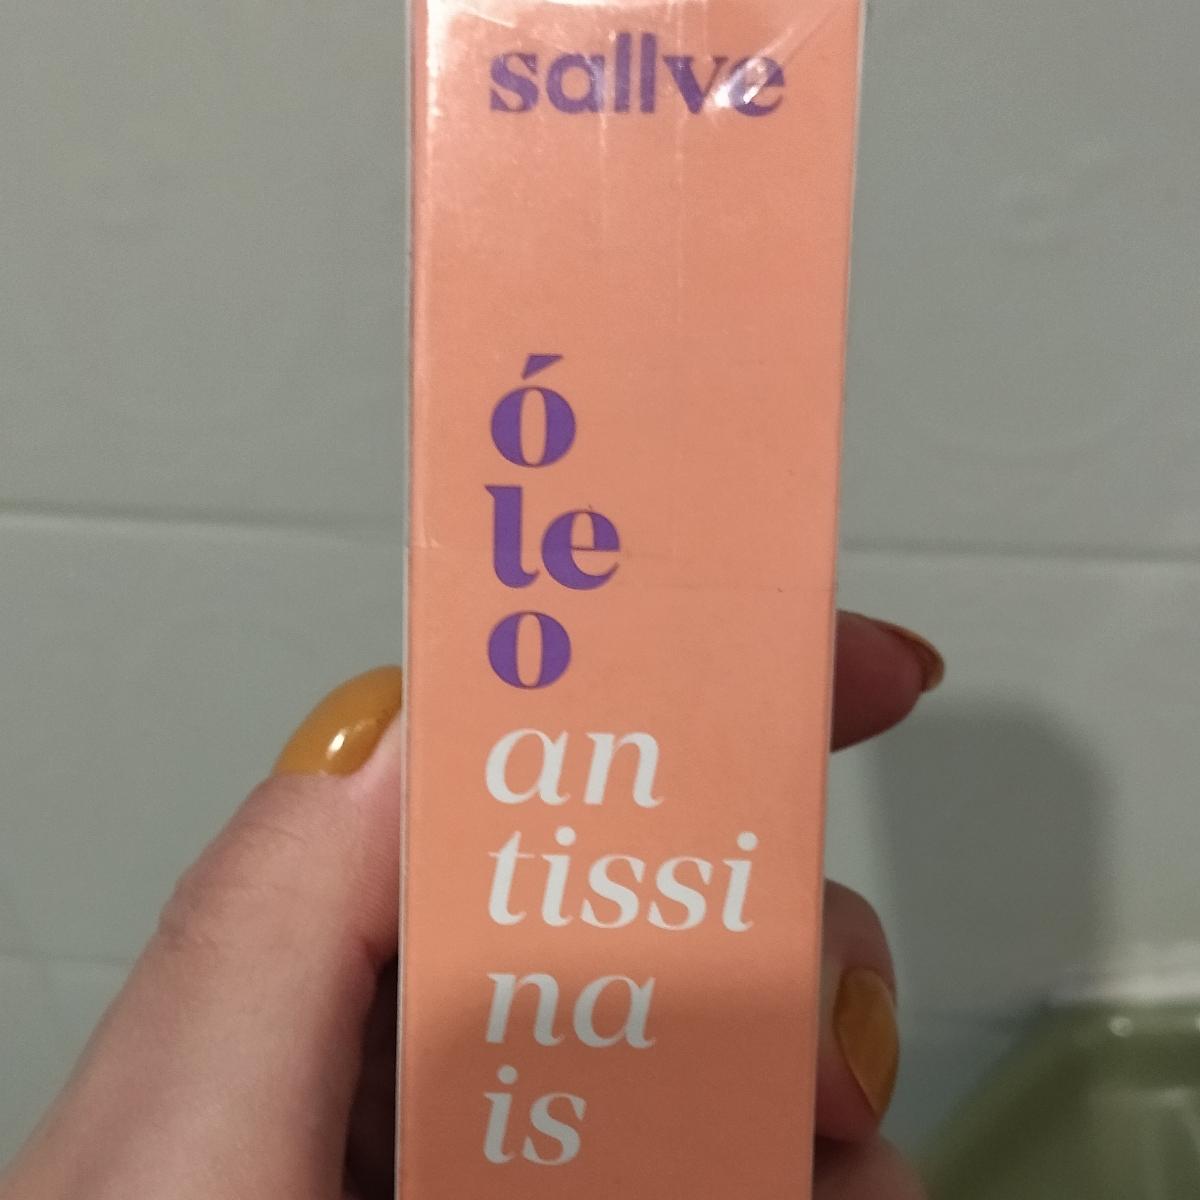 sallve
ó
le
o
an
tissi
na
is